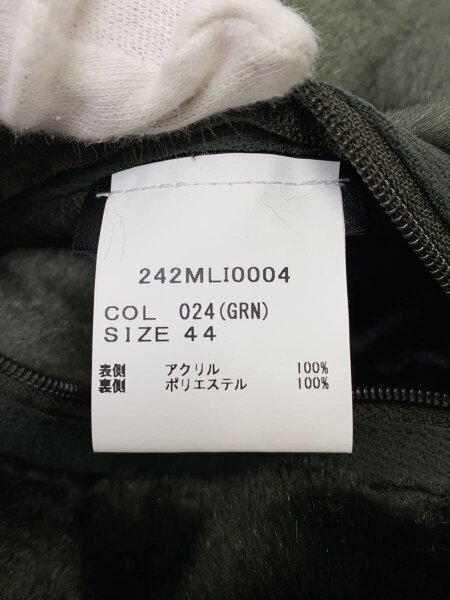 242MLI0004
COL 024(GRN)
SIZE 44
表側 アクリル 100%
裏側 ポリエステル 100%